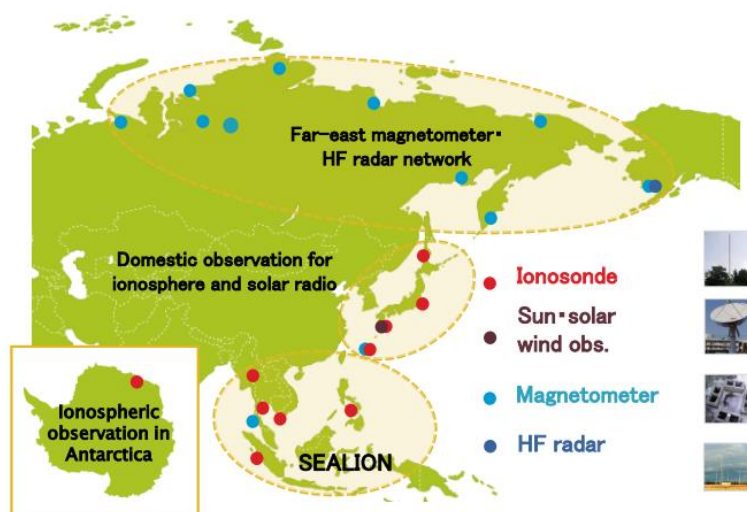 Far-east magnetometer・
HF radar network
Domestic observation for
ionosphere and solar radio
Ionosonde
Sun・solar
wind obs.
Magnetometer
HF radar
Ionospheric
observation in
Antarctica
SEALION